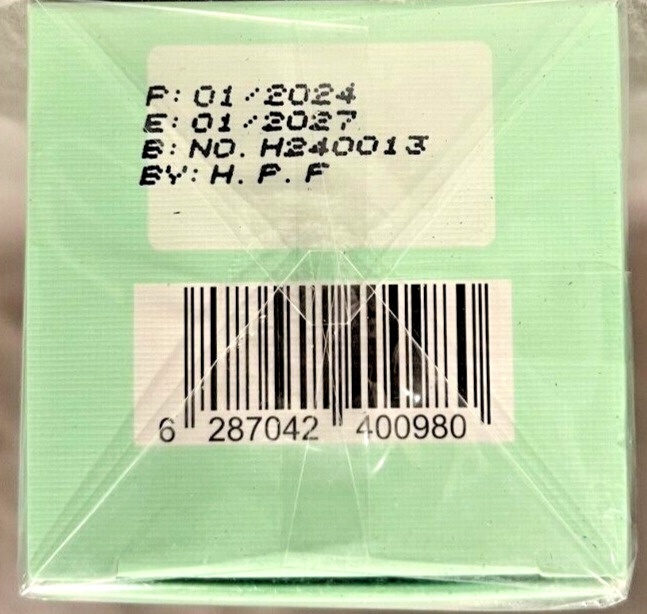 P: 01/2024
E: 01/2027
B: NO. H240013
BY: H. P. F
6 287042 400980